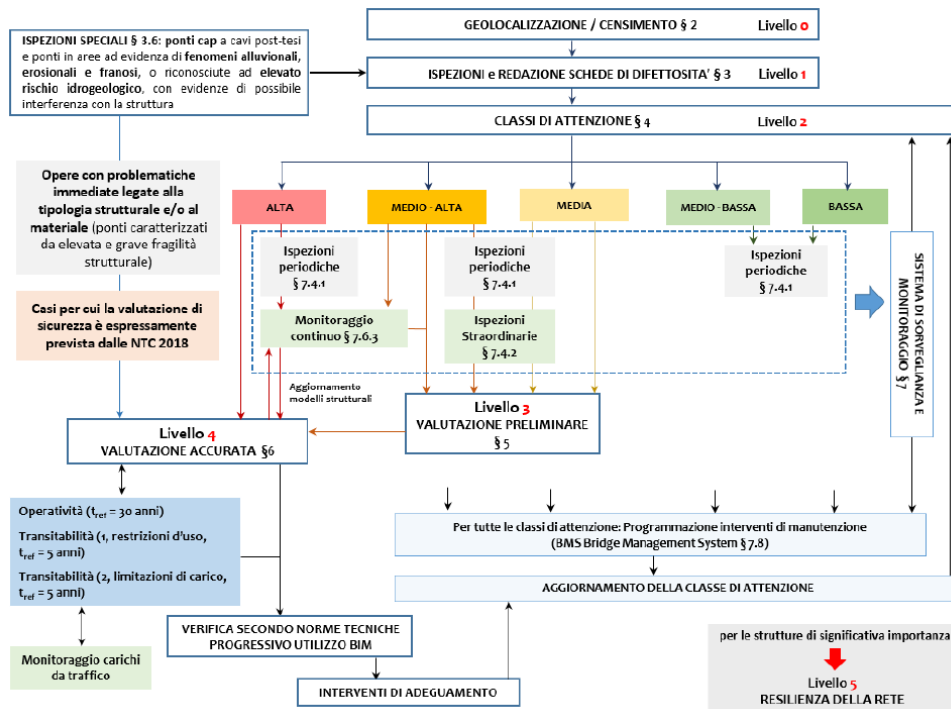 GEOLOCALIZZAZIONE / CENSIMENTO § 2 Livello 0
ISPEZIONI SPECIALI § 3.6: ponti cap a cavi post-tesi
e ponti in aree ad evidenza di fenomeni alluvionali,
erosionali e franosi, o riconosciute ad elevato
rischio idrogeologico, con evidenze di possibile
interferenza con la struttura
ISPEZIONI e REDAZIONE SCHEDE DI DIFETTOSITA’ § 3 Livello 1
CLASSI DI ATTENZIONE § 4 Livello 2
Opere con problematiche
immediate legate alla
tipologia strutturale e/o al
materiale (ponti caratterizzati
da elevata e grave fragilità
strutturale)
Casi per cui la valutazione di
sicurezza è espressamente
prevista dalle NTC 2018
ALTA
MEDIO - ALTA
MEDIA
MEDIO - BASSA
BASSA
Ispezioni
periodiche
§ 7.4.1
Ispezioni
periodiche
§ 7.4.1
Ispezioni
periodiche
§ 7.4.1
Monitoraggio
continuo § 7.6.3
Ispezioni
Straordinarie
§ 7.4.2
SISTEMA DI SORVEGLIANZA E
MONITORAGGIO § 7
Aggiornamento
modelli strutturali
Livello 3
VALUTAZIONE PRELIMINARE
§ 5
Livello 4
VALUTAZIONE ACCURATA §6
Operatività (t ref = 30 anni)
Transitabilità (1, restrizioni d’uso,
t ref = 5 anni)
Transitabilità (2, limitazioni di carico,
t ref = 5 anni)
Monitoraggio carichi
da traffico
Per tutte le classi di attenzione: Programmazione interventi di manutenzione
(BMS Bridge Management System § 7.8)
AGGIORNAMENTO DELLA CLASSE DI ATTENZIONE
VERIFICA SECONDO NORME TECNICHE
PROGRESSIVO UTILIZZO BIM
INTERVENTI DI ADEGUAMENTO
per le strutture di significativa importanza
Livello 5
RESILIENZA DELLA RETE